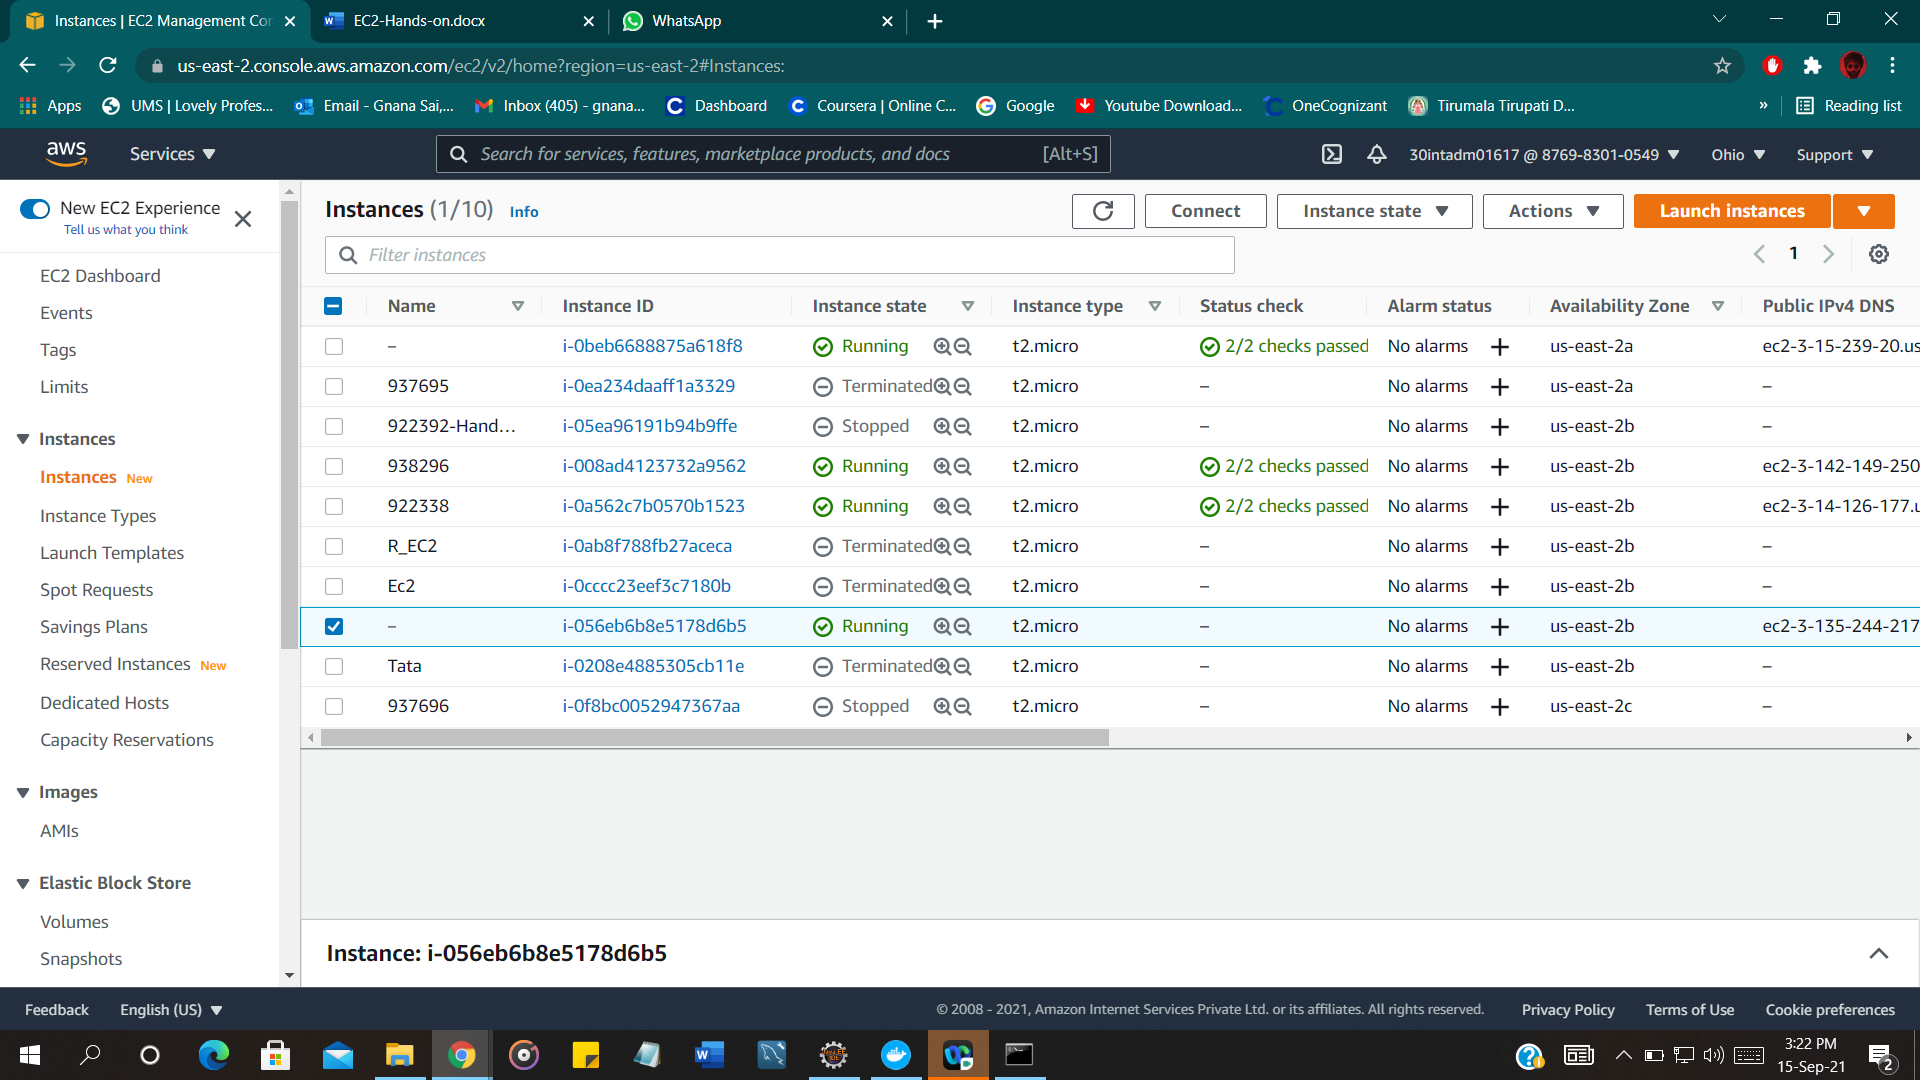 Instances | EC2 Management Con
EC2-Hands-on.docx
WhatsApp
us-east-2.console.aws.amazon.com/ec2/v2/home?region=us-east-2#Instances:
Apps
UMS | Lovely Profes...
Email - Gnana Sai,...
Inbox (405) - gnana...
Dashboard
Coursera | Online C...
Google
Youtube Download...
OneCognizant
Tirumala Tirupati D...
»
Reading list
aws
Services
Search for services, features, marketplace products, and docs
[Alt+S]
30intadm01617 @ 8769-8301-0549
Ohio
Support
New EC2 Experience
Tell us what you think
EC2 Dashboard
Events
Tags
Limits
Instances
Instances New
Instance Types
Launch Templates
Spot Requests
Savings Plans
Reserved Instances New
Dedicated Hosts
Capacity Reservations
Images
AMIs
Elastic Block Store
Volumes
Snapshots
Instances (1/10) Info
Connect
Instance state
Actions
Launch instances
Filter instances
1
Name Instance ID Instance state Instance type Status check Alarm status Availability Zone Public IPv4 DNS
– i-0beb6688875a618f8 Running t2.micro 2/2 checks passed No alarms + us-east-2a ec2-3-15-239-20.us
937695 i-0ea234daaff1a3329 Terminated t2.micro – No alarms + us-east-2a –
922392-Hand... i-05ea96191b94b9ffe Stopped t2.micro – No alarms + us-east-2b –
938296 i-008ad4123732a9562 Running t2.micro 2/2 checks passed No alarms + us-east-2b ec2-3-142-149-250
922338 i-0a562c7b0570b1523 Running t2.micro 2/2 checks passed No alarms + us-east-2b ec2-3-14-126-177.u
R_EC2 i-0ab8f788fb27aceca Terminated t2.micro – No alarms + us-east-2b –
Ec2 i-0cccc23eef3c7180b Terminated t2.micro – No alarms + us-east-2b –
– i-056eb6b8e5178d6b5 Running t2.micro – No alarms + us-east-2b ec2-3-135-244-217
Tata i-0208e4885305cb11e Terminated t2.micro – No alarms + us-east-2b –
937696 i-0f8bc0052947367aa Stopped t2.micro – No alarms + us-east-2c –
Instance: i-056eb6b8e5178d6b5
Feedback
English (US)
© 2008 - 2021, Amazon Internet Services Private Ltd. or its affiliates. All rights reserved.
Privacy Policy
Terms of Use
Cookie preferences
3:22 PM
15-Sep-21
2